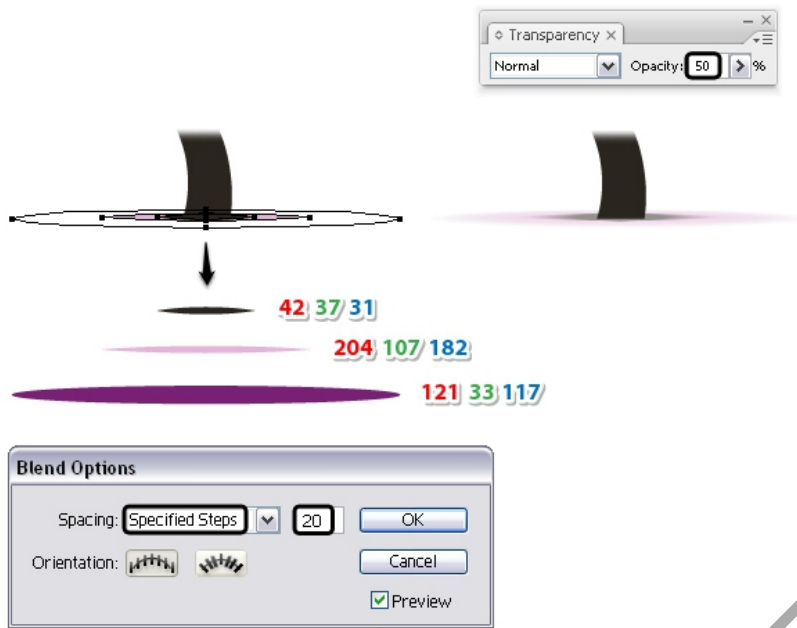 Transparency
Normal Opacity: 50 %
42 37 31
204 107 182
121 33 117
Blend Options
Spacing: Specified Steps 20 OK
Orientation: Cancel
Preview